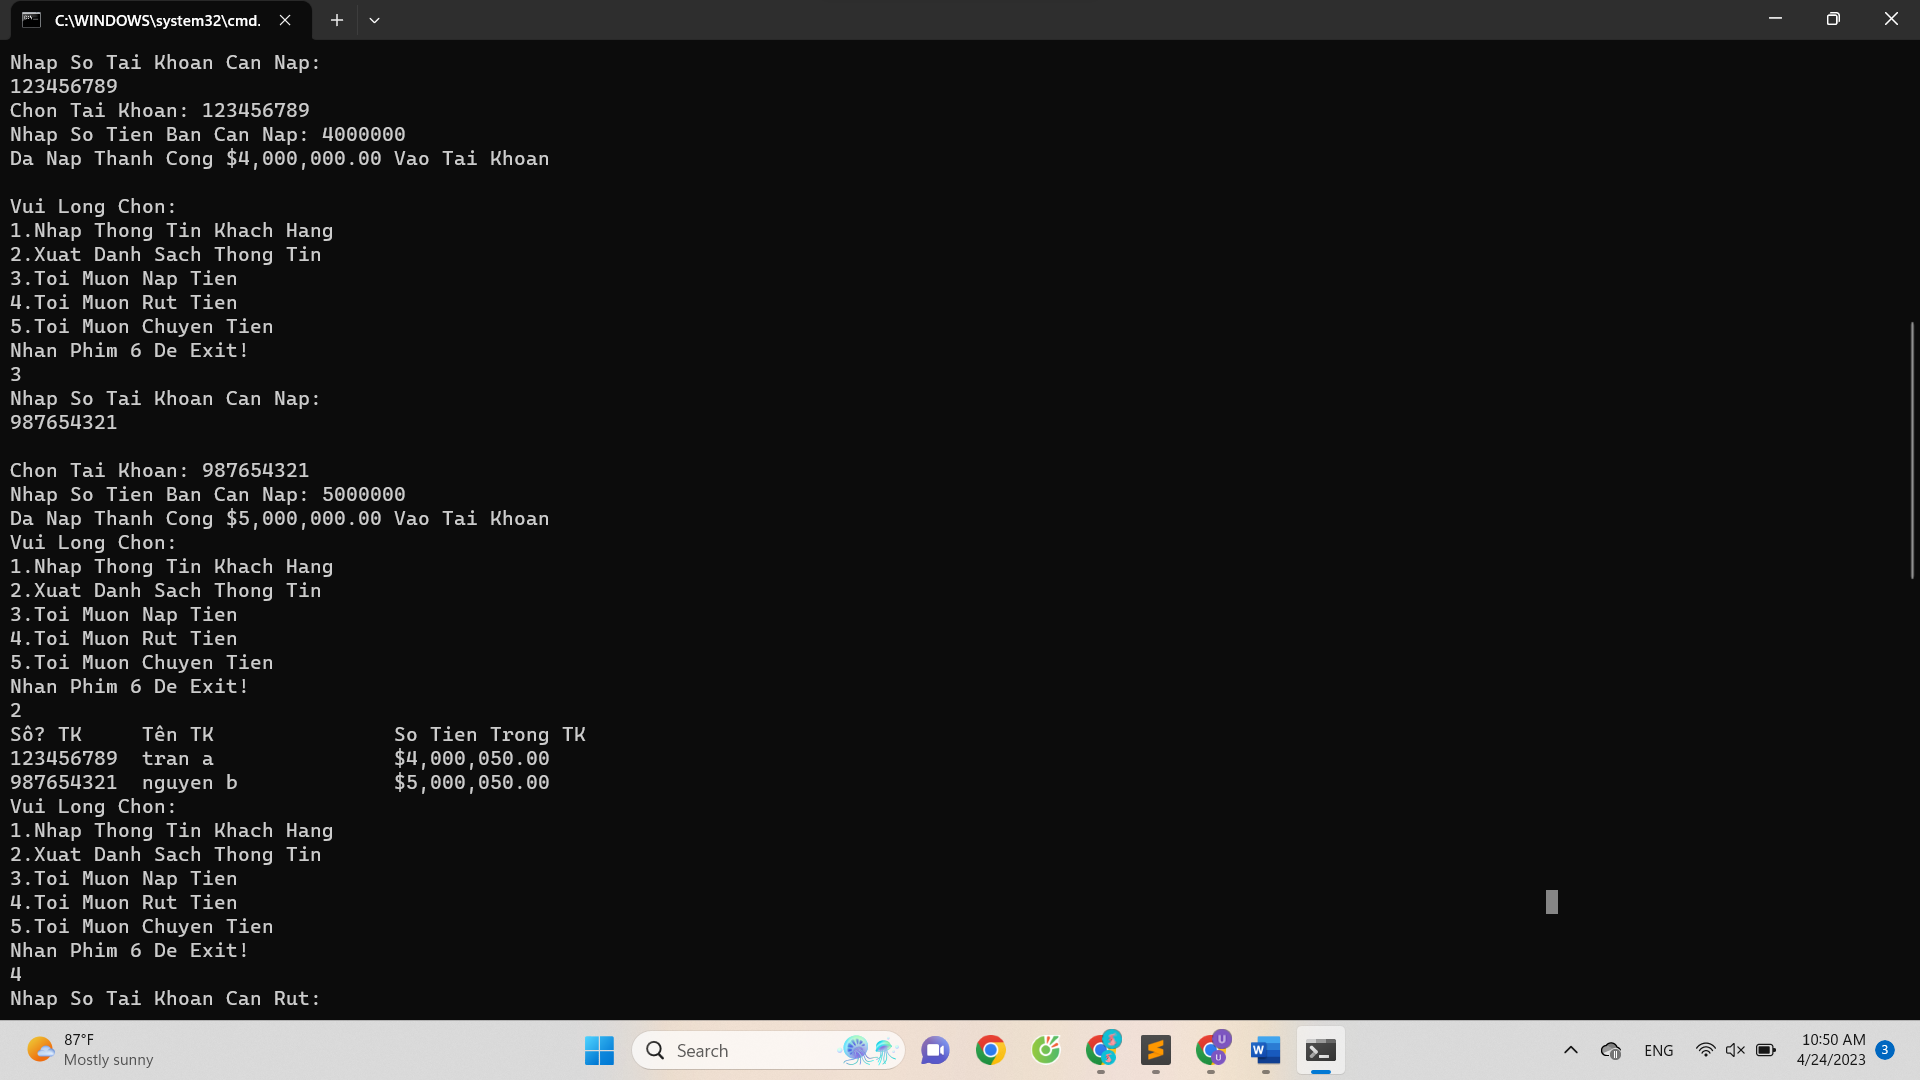 C:\WINDOWS\system32\cmd.
Nhap So Tai Khoan Can Nap:
123456789
Chon Tai Khoan: 123456789
Nhap So Tien Ban Can Nap: 4000000
Da Nap Thanh Cong $4,000,000.00 Vao Tai Khoan
Vui Long Chon:
1.Nhap Thong Tin Khach Hang
2.Xuat Danh Sach Thong Tin
3.Toi Muon Nap Tien
4.Toi Muon Rut Tien
5.Toi Muon Chuyen Tien
Nhan Phim 6 De Exit!
3
Nhap So Tai Khoan Can Nap:
987654321
Chon Tai Khoan: 987654321
Nhap So Tien Ban Can Nap: 5000000
Da Nap Thanh Cong $5,000,000.00 Vao Tai Khoan
Vui Long Chon:
1.Nhap Thong Tin Khach Hang
2.Xuat Danh Sach Thong Tin
3.Toi Muon Nap Tien
4.Toi Muon Rut Tien
5.Toi Muon Chuyen Tien
Nhan Phim 6 De Exit!
2
Sô? TK Tên TK So Tien Trong TK
123456789 tran a $4,000,050.00
987654321 nguyen b $5,000,050.00
Vui Long Chon:
1.Nhap Thong Tin Khach Hang
2.Xuat Danh Sach Thong Tin
3.Toi Muon Nap Tien
4.Toi Muon Rut Tien
5.Toi Muon Chuyen Tien
Nhan Phim 6 De Exit!
4
Nhap So Tai Khoan Can Rut:
87°F
Mostly sunny
Search
ENG
10:50 AM
4/24/2023
3